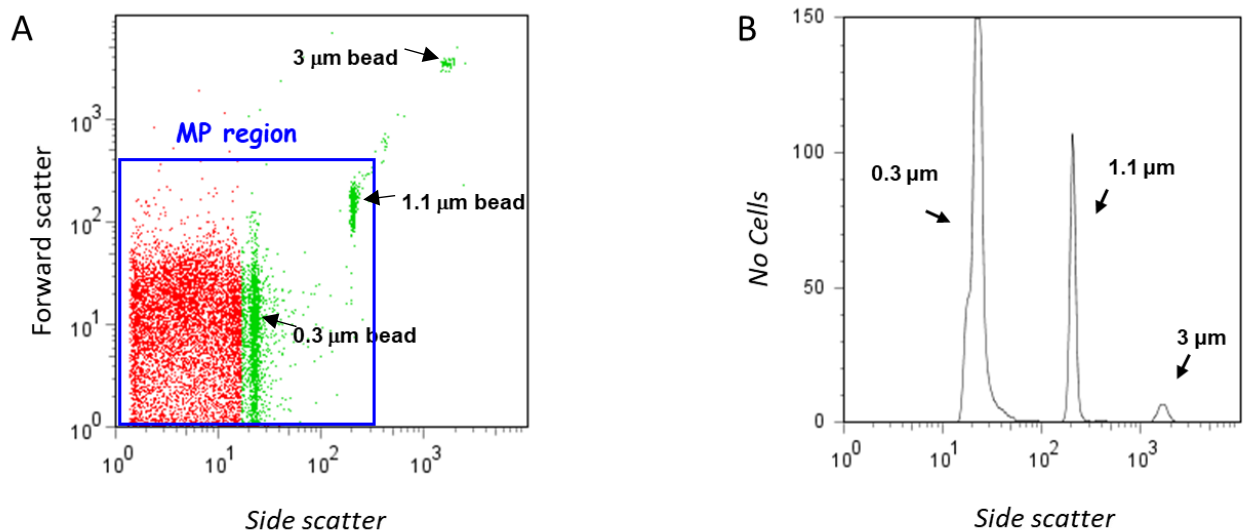 A
3 μm bead
MP region
1.1 μm bead
0.3 μm bead
Forward scatter
10³
10²
10¹
10⁰
10⁰
10¹
10²
10³
Side scatter
B
150
100
50
0
No Cells
0.3 μm
1.1 μm
3 μm
10⁰
10¹
10²
10³
Side scatter